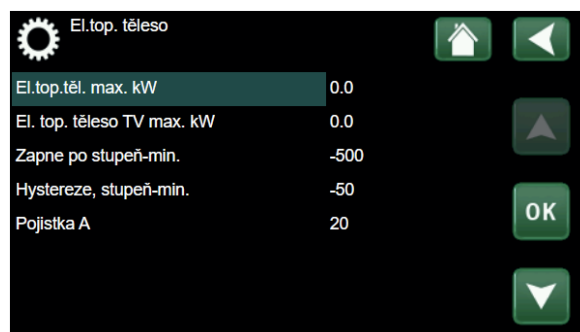 El.top. těleso
El.top.těl. max. kW 0.0
El. top. těleso TV max. kW 0.0
Zapne po stupeň-min. -500
Hystereze, stupeň-min. -50
Pojistka A 20
OK